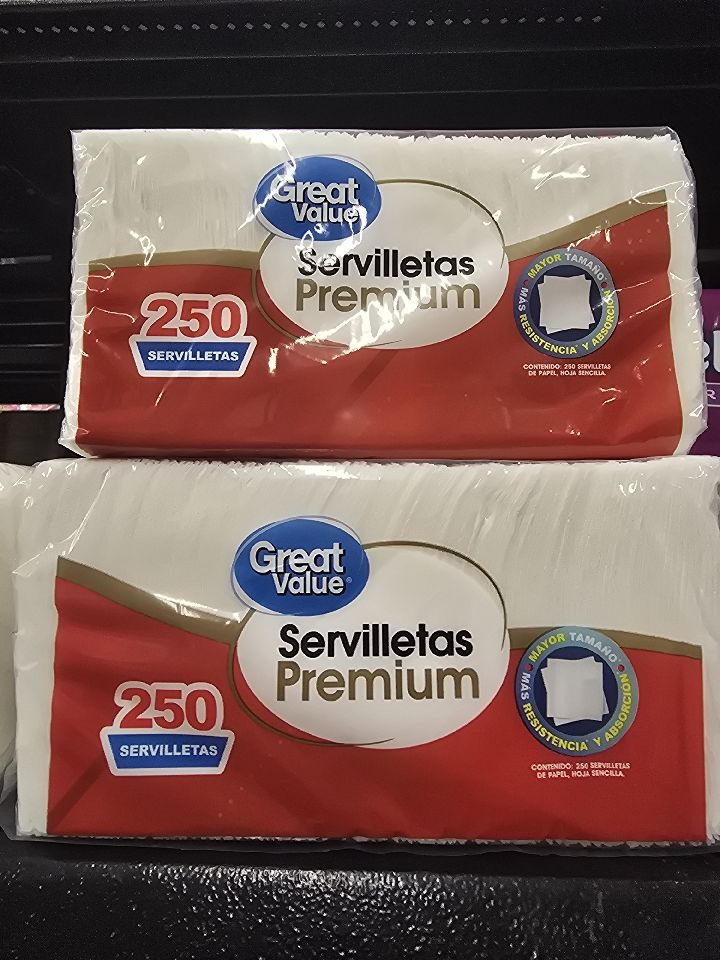 Great
Value
Servilletas
Premium
250
SERVILLETAS
MAYOR TAMAÑO*
MÁS RESISTENCIA* Y ABSORCIÓN
CONTENIDO: 250 SERVILLETAS
DE PAPEL, HOJA SENCILLA.
Great
Value®
Servilletas
Premium
250
SERVILLETAS
MAYOR TAMAÑO*
MÁS RESISTENCIA* Y ABSORCIÓN
CONTENIDO: 250 SERVILLETAS
DE PAPEL, HOJA SENCILLA.